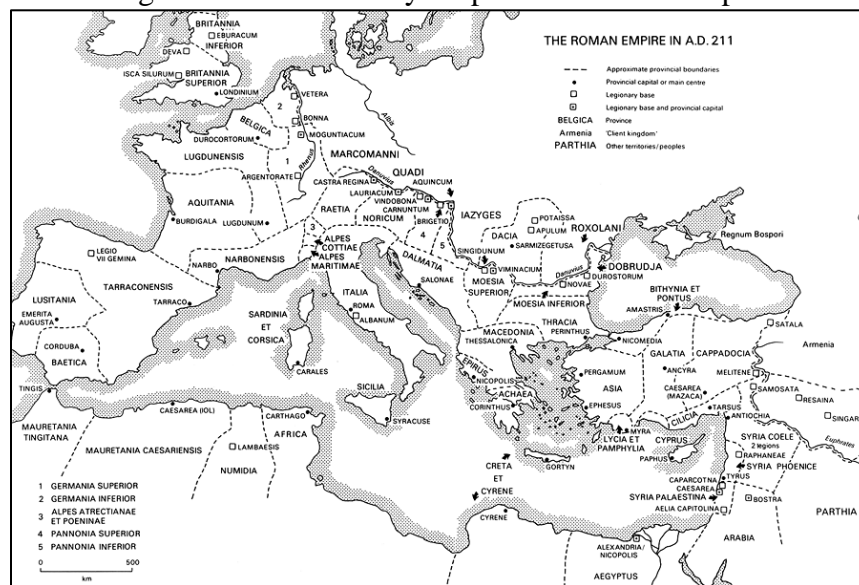 THE ROMAN EMPIRE IN A.D. 211
Approximate provincial boundaries
Provincial capital or main centre
Legionary base
Legionary base and provincial capital
BELGICA Province
Armenia 'Client kingdom'
PARTHIA Other territories/peoples
BRITANNIA
EBURACUM
INFERIOR
DEVA
ISCA SILURUM
BRITANNIA
SUPERIOR
LONDINIUM
VETERA
2
BONNA
BELGICA
MOGUNTIACUM
DUROCORTORUM
Albis
LUGDUNENSIS
1
Rhenus
MARCOMANNI
ARGENTORATE
QUADI
CASTRA REGINA
Danuvius
AQUINCUM
LAURIACUM
VINDOBONA
CARNUNTUM
AQUITANIA
RAETIA
NORICUM
BRIGETIO
IAZYGES
4
5
BURDIGALA
LUGDUNUM
3
ALPES
COTTIAE
ALPES
MARITIMAE
POTAISSA
DACIA
APULUM
ROXOLANI
SARMIZEGETUSA
Regnum Bospori
SINGIDUNUM
DALMATIA
VIMINACIUM
Danuvius
DOBRUDJA
DUROSTORUM
NOVAE
MOESIA
SUPERIOR
MOESIA INFERIOR
LEGIO
VII GEMINA
NARBO
NARBONENSIS
TARRACONENSIS
ITALIA
SALONAE
LUSITANIA
EMERITA
AUGUSTA
TARRACO
SARDINIA
ET
CORSICA
ROMA
ALBANUM
BITHYNIA ET
PONTUS
AMASTRIS
THRACIA
PERINTHUS
MACEDONIA
THESSALONICA
NICOMEDIA
SATALA
CORDUBA
BAETICA
GALATIA
CAPPADOCIA
Armenia
EPIRUS
PERGAMUM
ANCYRA
MELITENE
CARALES
NICOPOLIS
ASIA
CAESAREA
(MAZACA)
SAMOSATA
ACHAEA
TINGIS
SICILIA
CORINTHUS
EPHESUS
TARSUS
RESAINA
CILICIA
ANTIOCHIA
SINGAR
CAESAREA (IOL)
CARTHAGO
SYRACUSE
MYRA
LYCIA ET
PAMPHYLIA
CYPRUS
Euphrates
MAURETANIA
TINGITANA
MAURETANIA CAESARIENSIS
AFRICA
LAMBAESIS
NUMIDIA
SYRIA COELE
2 legions
PAPHUS
RAPHANEAE
GORTYN
SYRIA PHOENICE
CRETA
ET
CYRENE
CAPARCOTNA
CAESAREA
TYRUS
SYRIA PALAESTINA
BOSTRA
AELIA CAPITOLINA
PARTHIA
CYRENE
ARABIA
ALEXANDRIA/
NICOPOLIS
AEGYPTUS
1 GERMANIA SUPERIOR
2 GERMANIA INFERIOR
3 ALPES ATRECTIANAE
ET POENINAE
4 PANNONIA SUPERIOR
5 PANNONIA INFERIOR
0 500
km